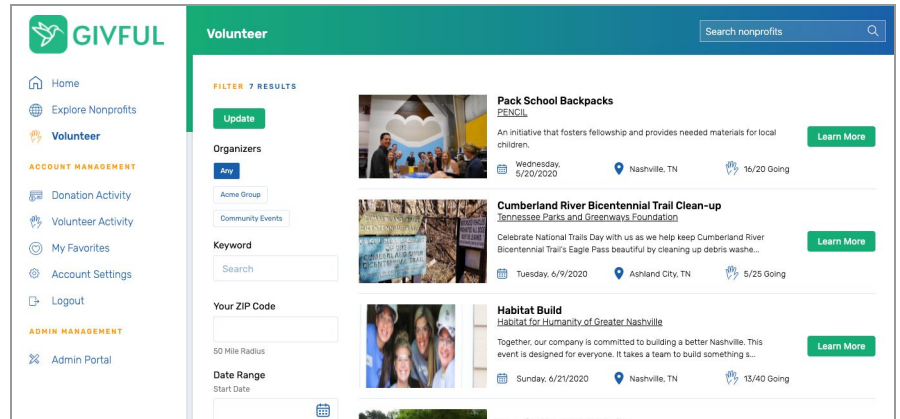 GIVFUL
Home
Explore Nonprofits
Volunteer
ACCOUNT MANAGEMENT
Donation Activity
Volunteer Activity
My Favorites
Account Settings
Logout
ADMIN MANAGEMENT
Admin Portal
Volunteer
Search nonprofits
FILTER 7 RESULTS
Update
Organizers
Any
Acme Group
Community Events
Keyword
Search
Your ZIP Code
50 Mile Radius
Date Range
Start Date
Pack School Backpacks
PENCIL
An initiative that fosters fellowship and provides needed materials for local
children.
Wednesday,
5/20/2020
Nashville, TN
16/20 Going
Learn More
Cumberland River Bicentennial Trail Clean-up
Tennessee Parks and Greenways Foundation
Celebrate National Trails Day with us as we help keep Cumberland River
Bicentennial Trail's Eagle Pass beautiful by cleaning up debris washe...
Tuesday, 6/9/2020
Ashland City, TN
5/25 Going
Learn More
Habitat Build
Habitat for Humanity of Greater Nashville
Together, our company is committed to building a better Nashville. This
event is designed for everyone. It takes a team to build something s...
Sunday, 6/21/2020
Nashville, TN
13/40 Going
Learn More